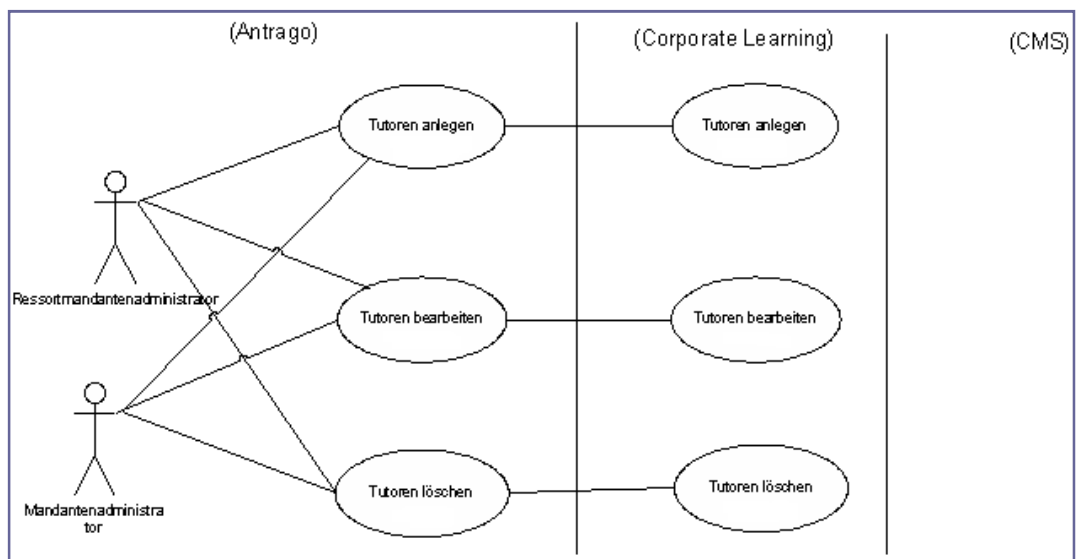 (Antrago)
(Corporate Learning)
(CMS)
Tutoren anlegen
Tutoren anlegen
Ressortmandantenadministrator
Tutoren bearbeiten
Tutoren bearbeiten
Mandantenadministra
tor
Tutoren löschen
Tutoren löschen